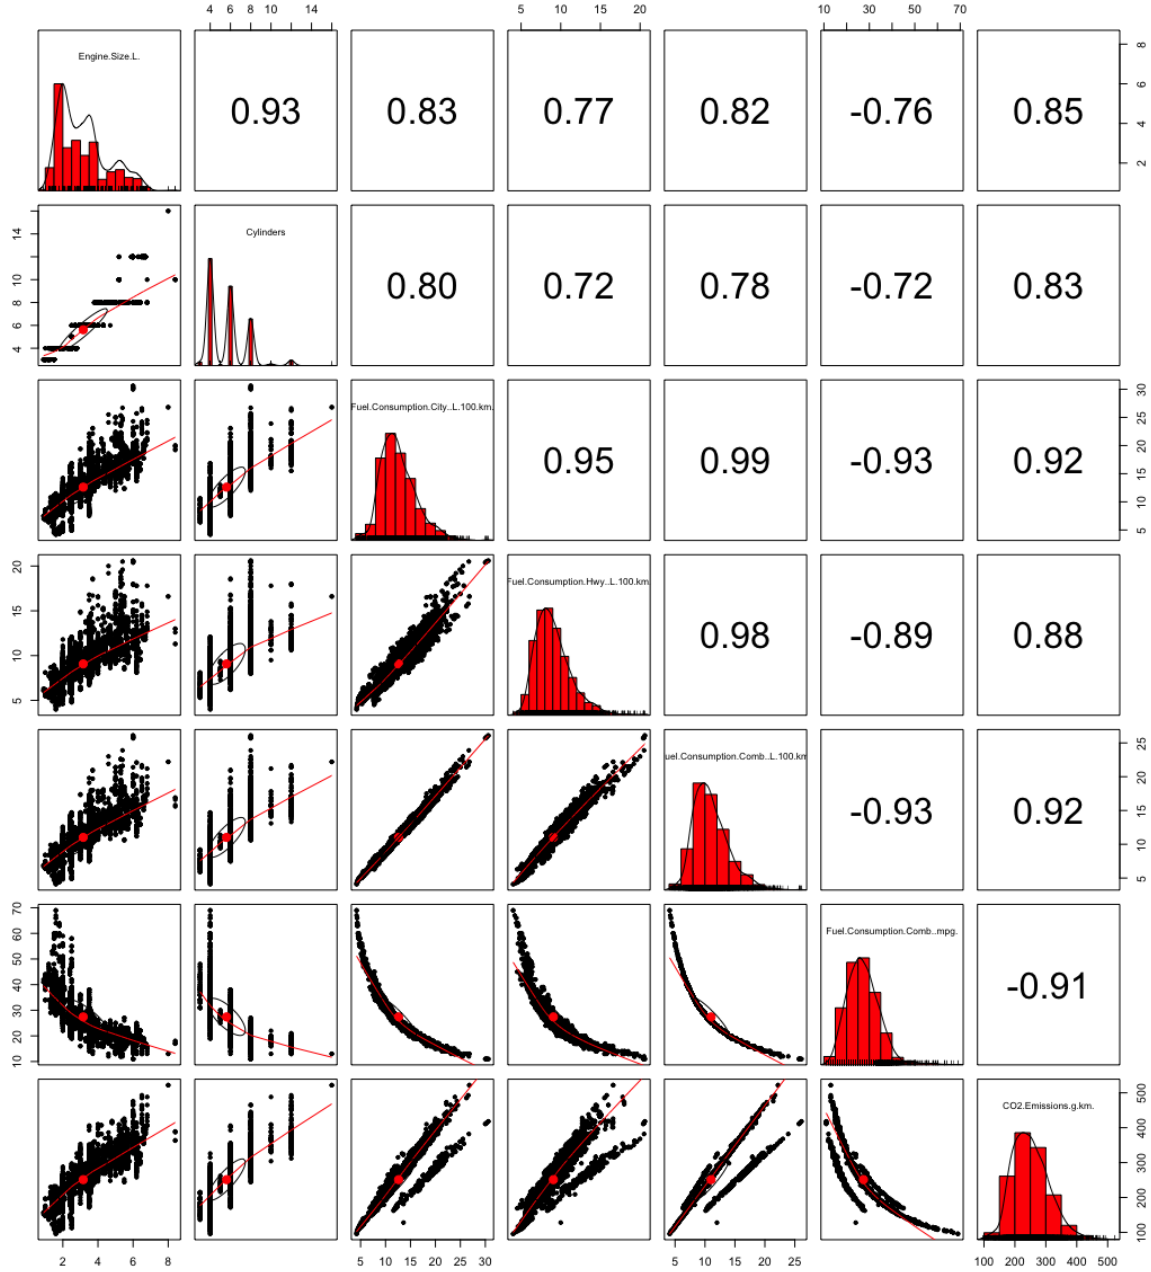 4 6 8 10 14
5 10 15 20
10 30 50 70
Engine.Size.L.
0.93
0.83
0.77
0.82
-0.76
0.85
2 4 6 8
4 6 8 10 14
Cylinders
0.80
0.72
0.78
-0.72
0.83
Fuel.Consumption.City..L.100.km.
0.95
0.99
-0.93
0.92
5 10 15 20 25 30
5 10 15 20
Fuel.Consumption.Hwy..L.100.km.
0.98
-0.89
0.88
uel.Consumption.Comb..L.100.km
-0.93
0.92
5 10 15 20 25
10 20 30 40 50 60 70
Fuel.Consumption.Comb..mpg.
-0.91
CO2.Emissions.g.km.
100 200 300 400 500
2 4 6 8
5 10 15 20 25 30
5 10 15 20 25
100 200 300 400 500